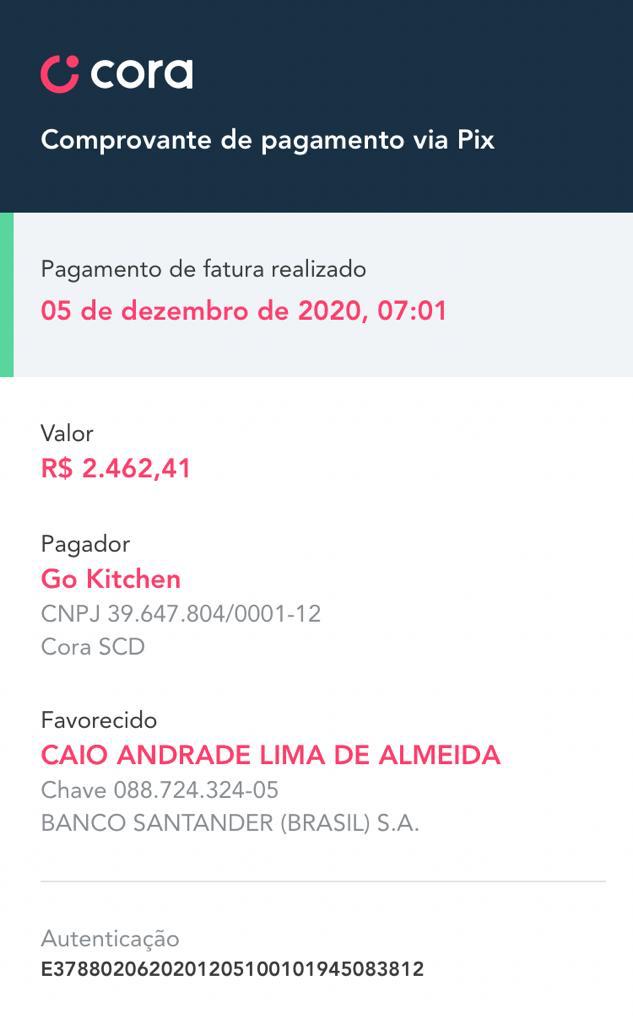 cora
Comprovante de pagamento via Pix
Pagamento de fatura realizado
05 de dezembro de 2020, 07:01
Valor
R$ 2.462,41
Pagador
Go Kitchen
CNPJ 39.647.804/0001-12
Cora SCD
Favorecido
CAIO ANDRADE LIMA DE ALMEIDA
Chave 088.724.324-05
BANCO SANTANDER (BRASIL) S.A.
Autenticação
E3788020620201205100101945083812